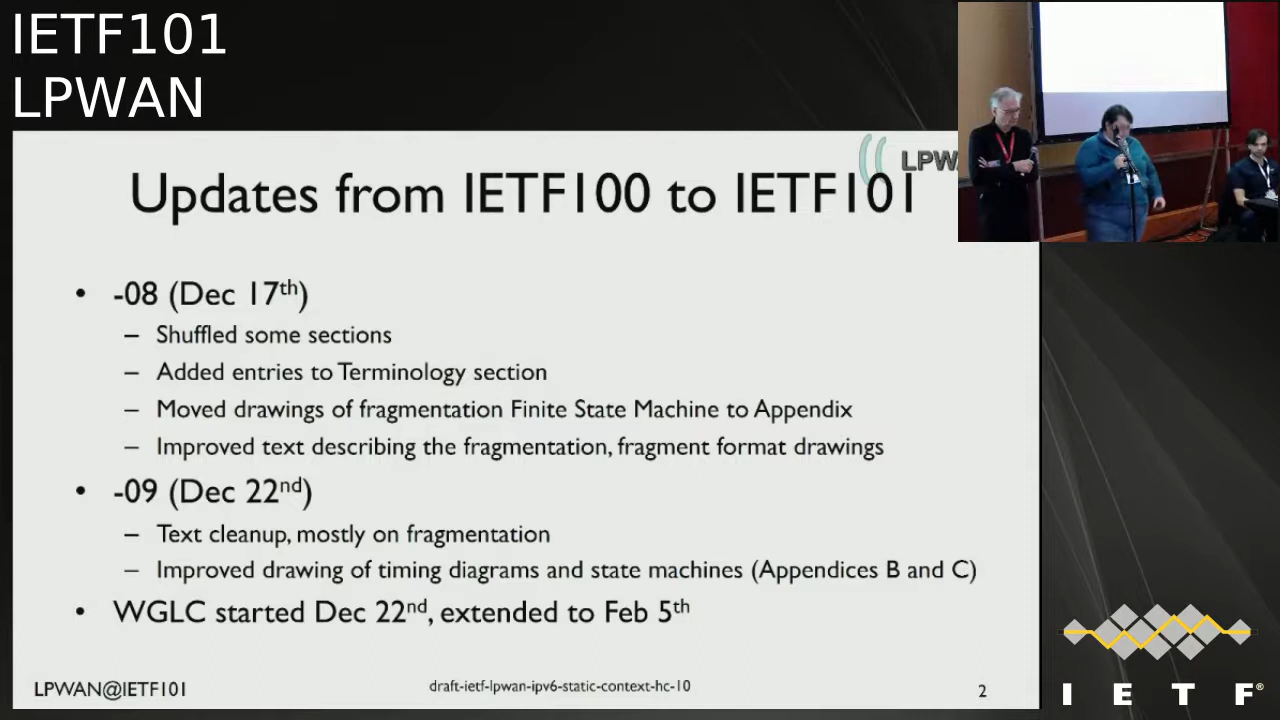 IETF101
LPWAN
LPW
Updates from IETF100 to IETF101
• -08 (Dec 17th)
– Shuffled some sections
– Added entries to Terminology section
– Moved drawings of fragmentation Finite State Machine to Appendix
– Improved text describing the fragmentation, fragment format drawings
• -09 (Dec 22nd)
– Text cleanup, mostly on fragmentation
– Improved drawing of timing diagrams and state machines (Appendices B and C)
• WGLC started Dec 22nd, extended to Feb 5th
LPWAN@IETF101
draft-ietf-lpwan-ipv6-static-context-hc-10
2
I E T F®